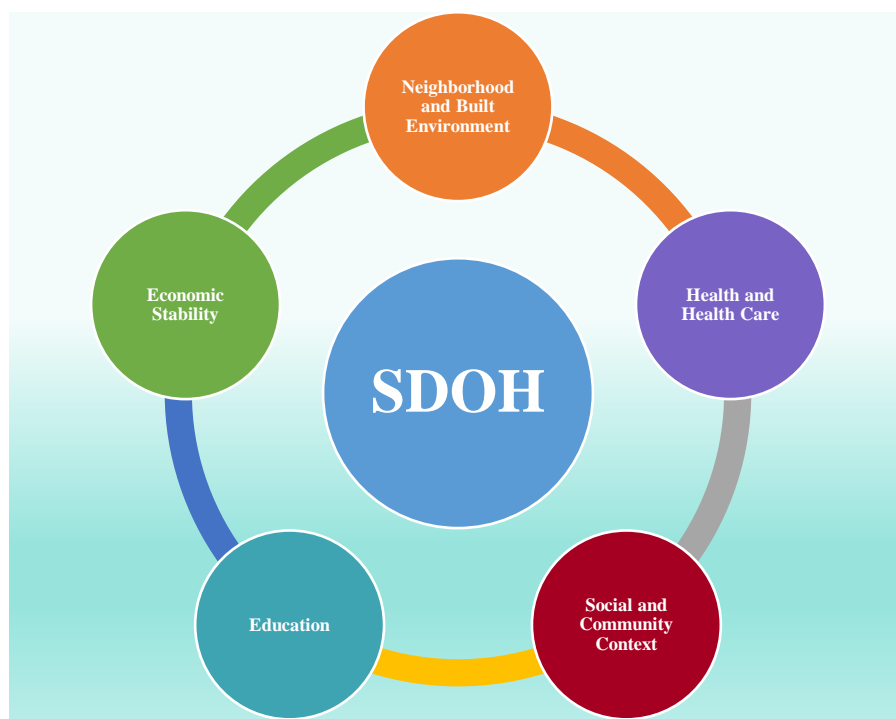 Neighborhood
and Built
Environment
Economic
Stability
Health and
Health Care
SDOH
Education
Social and
Community
Context